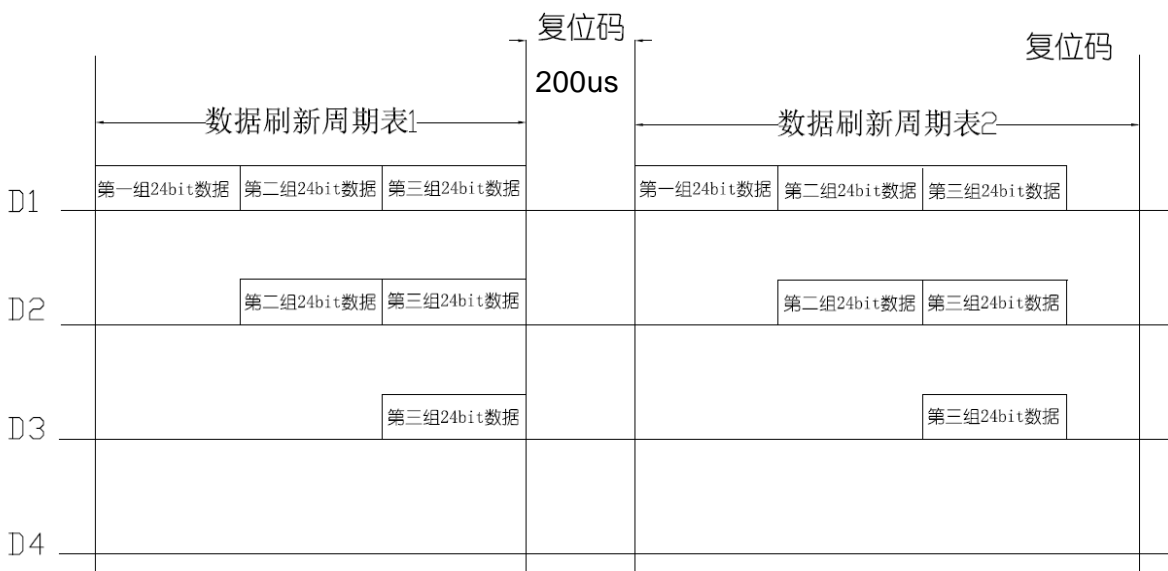 复位码
复位码
200us
数据刷新周期表1
数据刷新周期表2
D1
第一组24bit数据
第二组24bit数据
第三组24bit数据
第一组24bit数据
第二组24bit数据
第三组24bit数据
D2
第二组24bit数据
第三组24bit数据
第二组24bit数据
第三组24bit数据
D3
第三组24bit数据
第三组24bit数据
D4